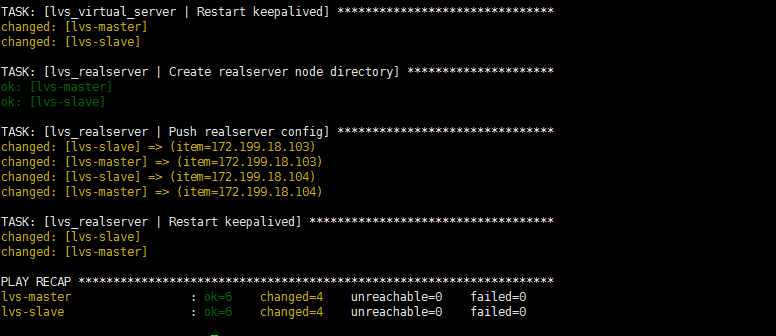 TASK: [lvs_virtual_server | Restart keepalived] *******************************
changed: [lvs-master]
changed: [lvs-slave]
TASK: [lvs_realserver | Create realserver node directory] *********************
ok: [lvs-master]
ok: [lvs-slave]
TASK: [lvs_realserver | Push realserver config] *******************************
changed: [lvs-slave] => (item=172.199.18.103)
changed: [lvs-master] => (item=172.199.18.103)
changed: [lvs-slave] => (item=172.199.18.104)
changed: [lvs-master] => (item=172.199.18.104)
TASK: [lvs_realserver | Restart keepalived] ***********************************
changed: [lvs-slave]
changed: [lvs-master]
PLAY RECAP ********************************************************************
lvs-master                 : ok=6    changed=4    unreachable=0    failed=0
lvs-slave                  : ok=6    changed=4    unreachable=0    failed=0